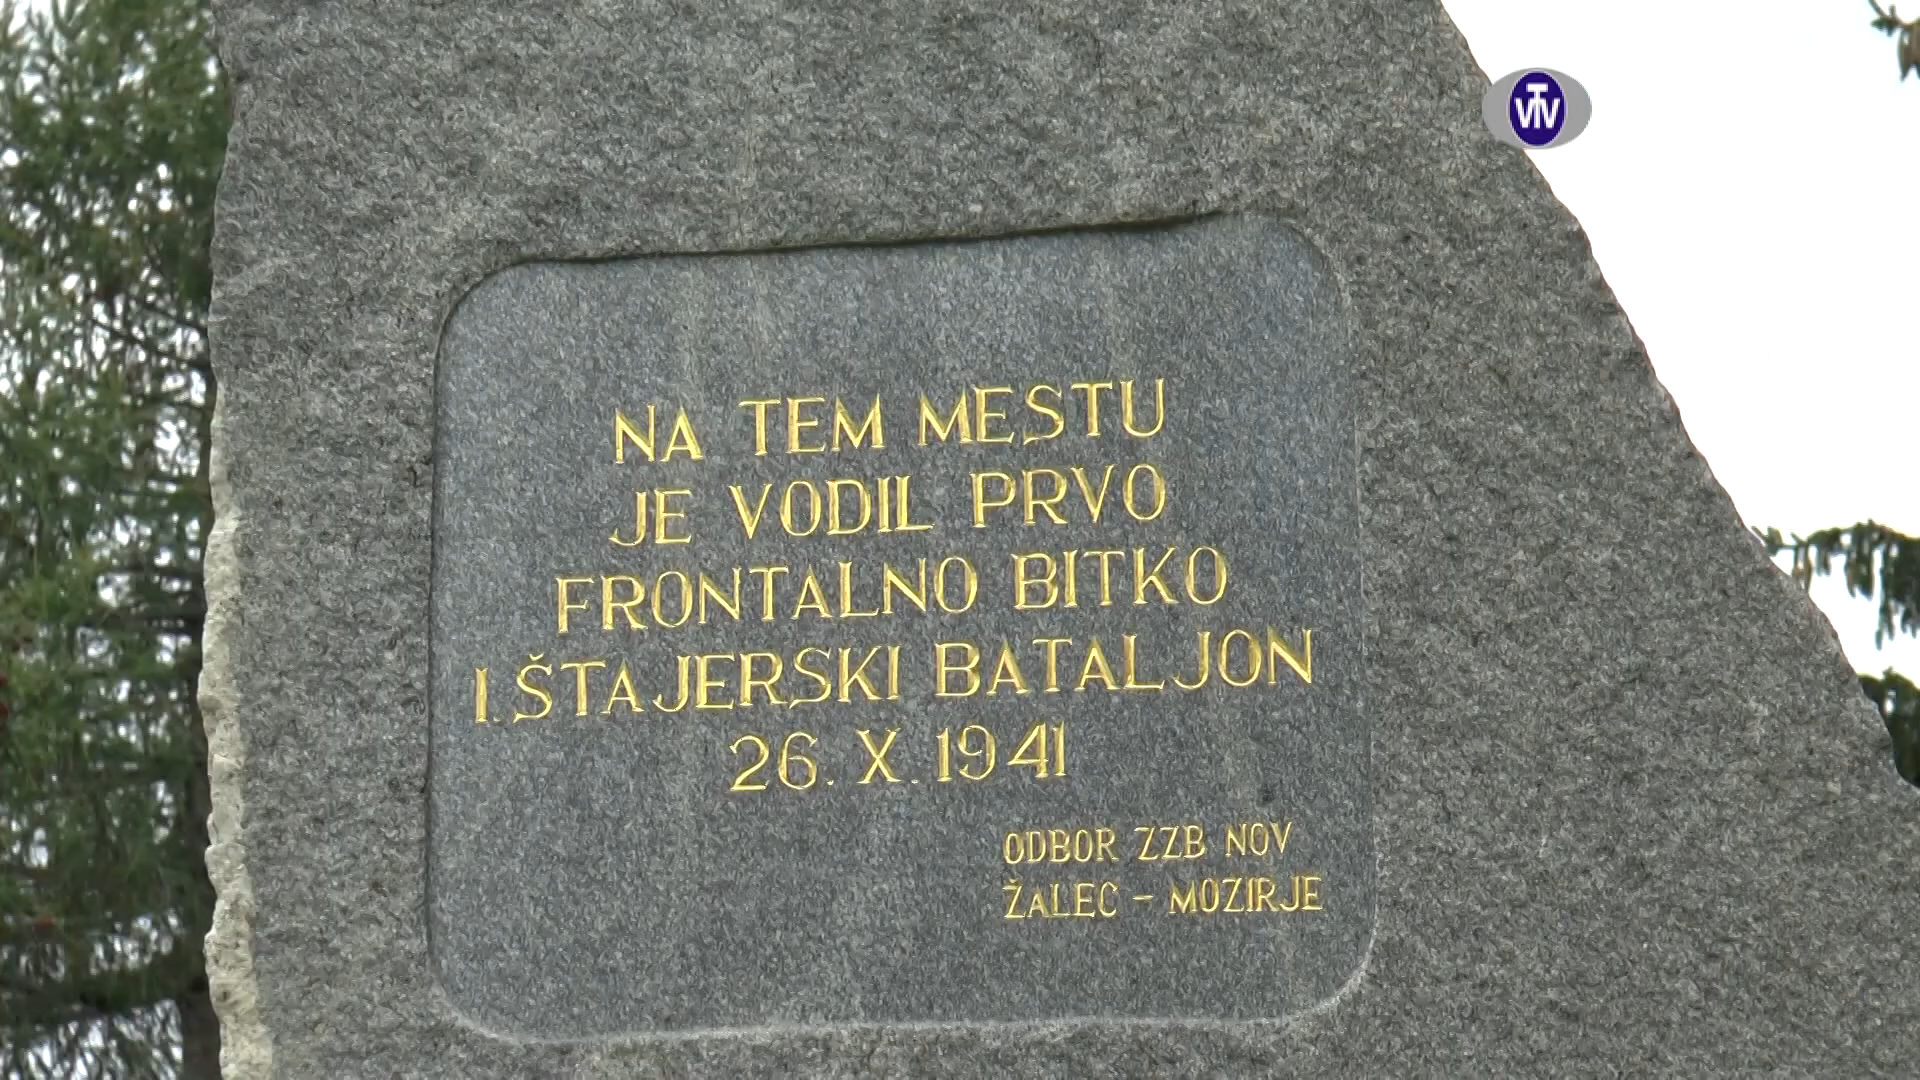 VTV
NA TEM MESTU
JE VODIL PRVO
FRONTALNO BITKO
I. ŠTAJERSKI BATALJON
26. X. 1941
ODBOR ZZB NOV
ŽALEC - MOZIRJE